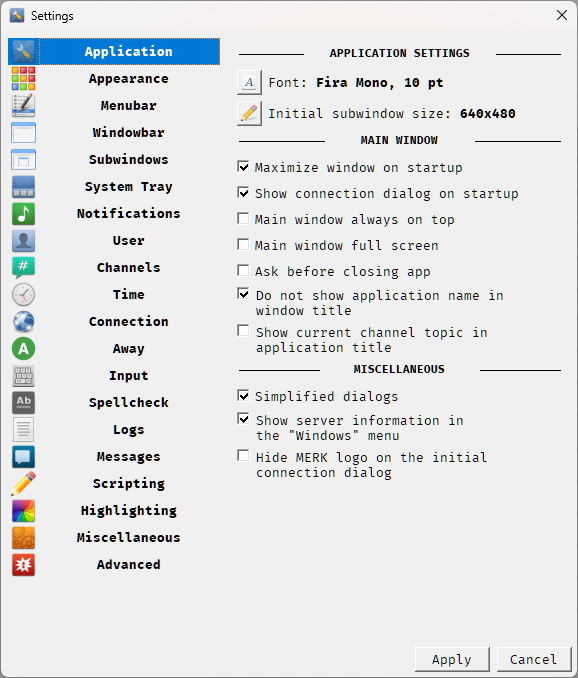 Settings
Application
Appearance
Menubar
Windowbar
Subwindows
System Tray
Notifications
User
Channels
Time
Connection
Away
Input
Spellcheck
Logs
Messages
Scripting
Highlighting
Miscellaneous
Advanced
APPLICATION SETTINGS
A Font: Fira Mono, 10 pt
Initial subwindow size: 640x480
MAIN WINDOW
Maximize window on startup
Show connection dialog on startup
Main window always on top
Main window full screen
Ask before closing app
Do not show application name in
window title
Show current channel topic in
application title
MISCELLANEOUS
Simplified dialogs
Show server information in
the "Windows" menu
Hide MERK logo on the initial
connection dialog
#
A
Ab
Apply
Cancel